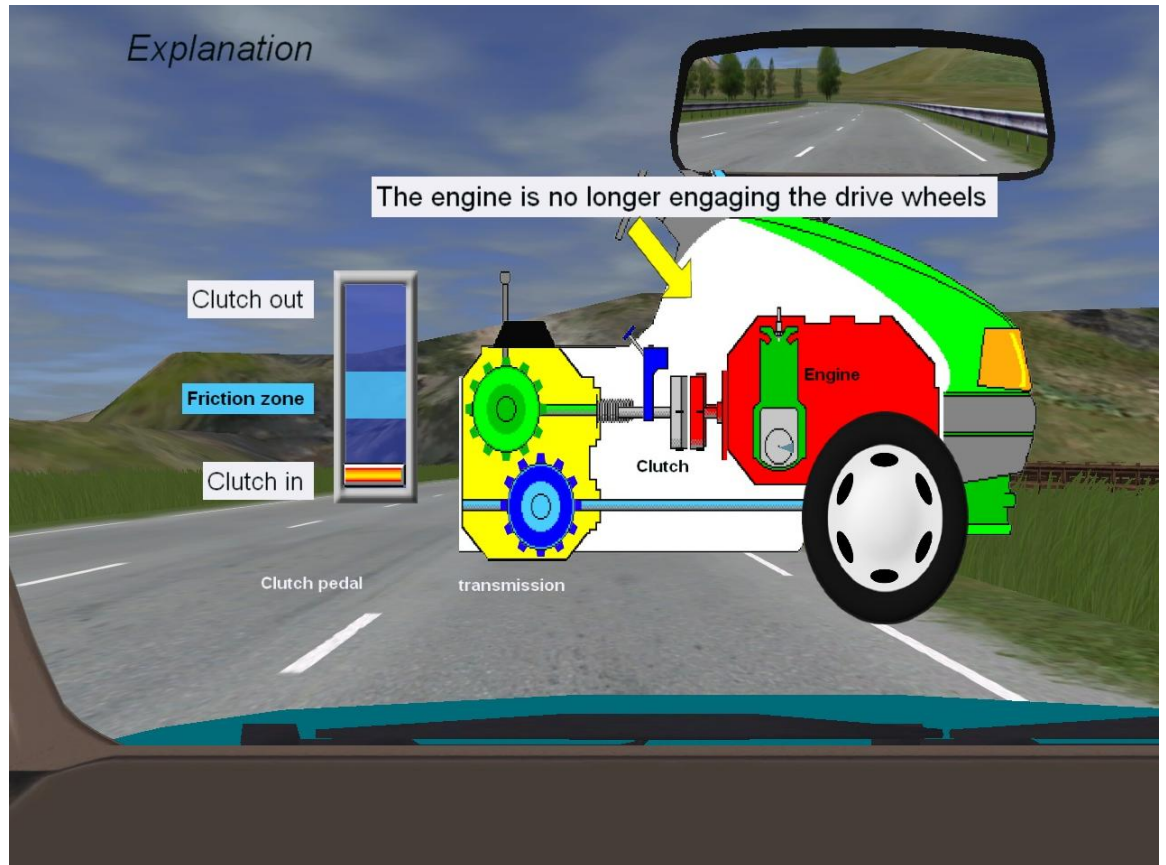 Explanation
The engine is no longer engaging the drive wheels
Clutch out
Engine
Friction zone
Clutch
Clutch in
Clutch pedal
transmission